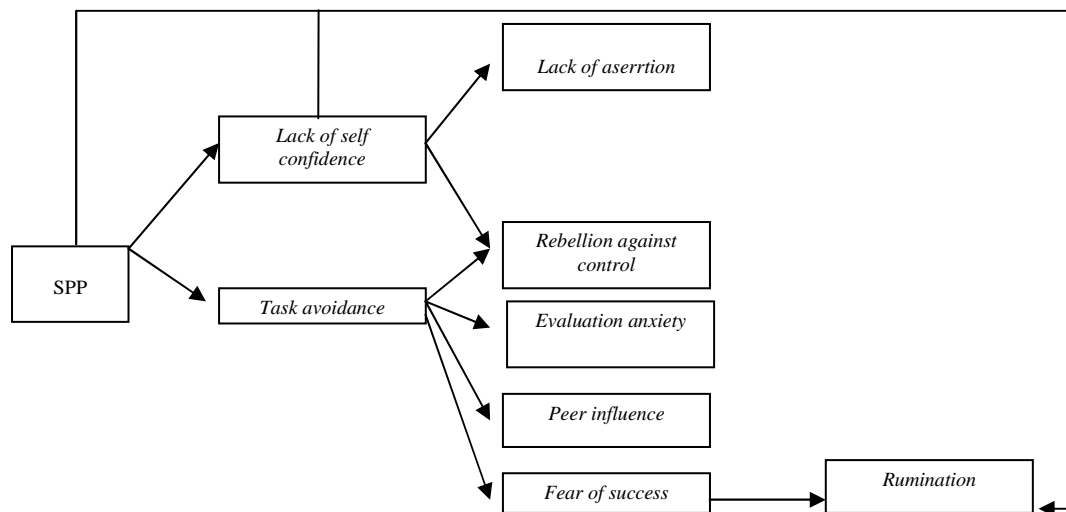 Lack of aserrtion
Lack of self
confidence
Rebellion against
control
SPP
Task avoidance
Evaluation anxiety
Peer influence
Fear of success
Rumination